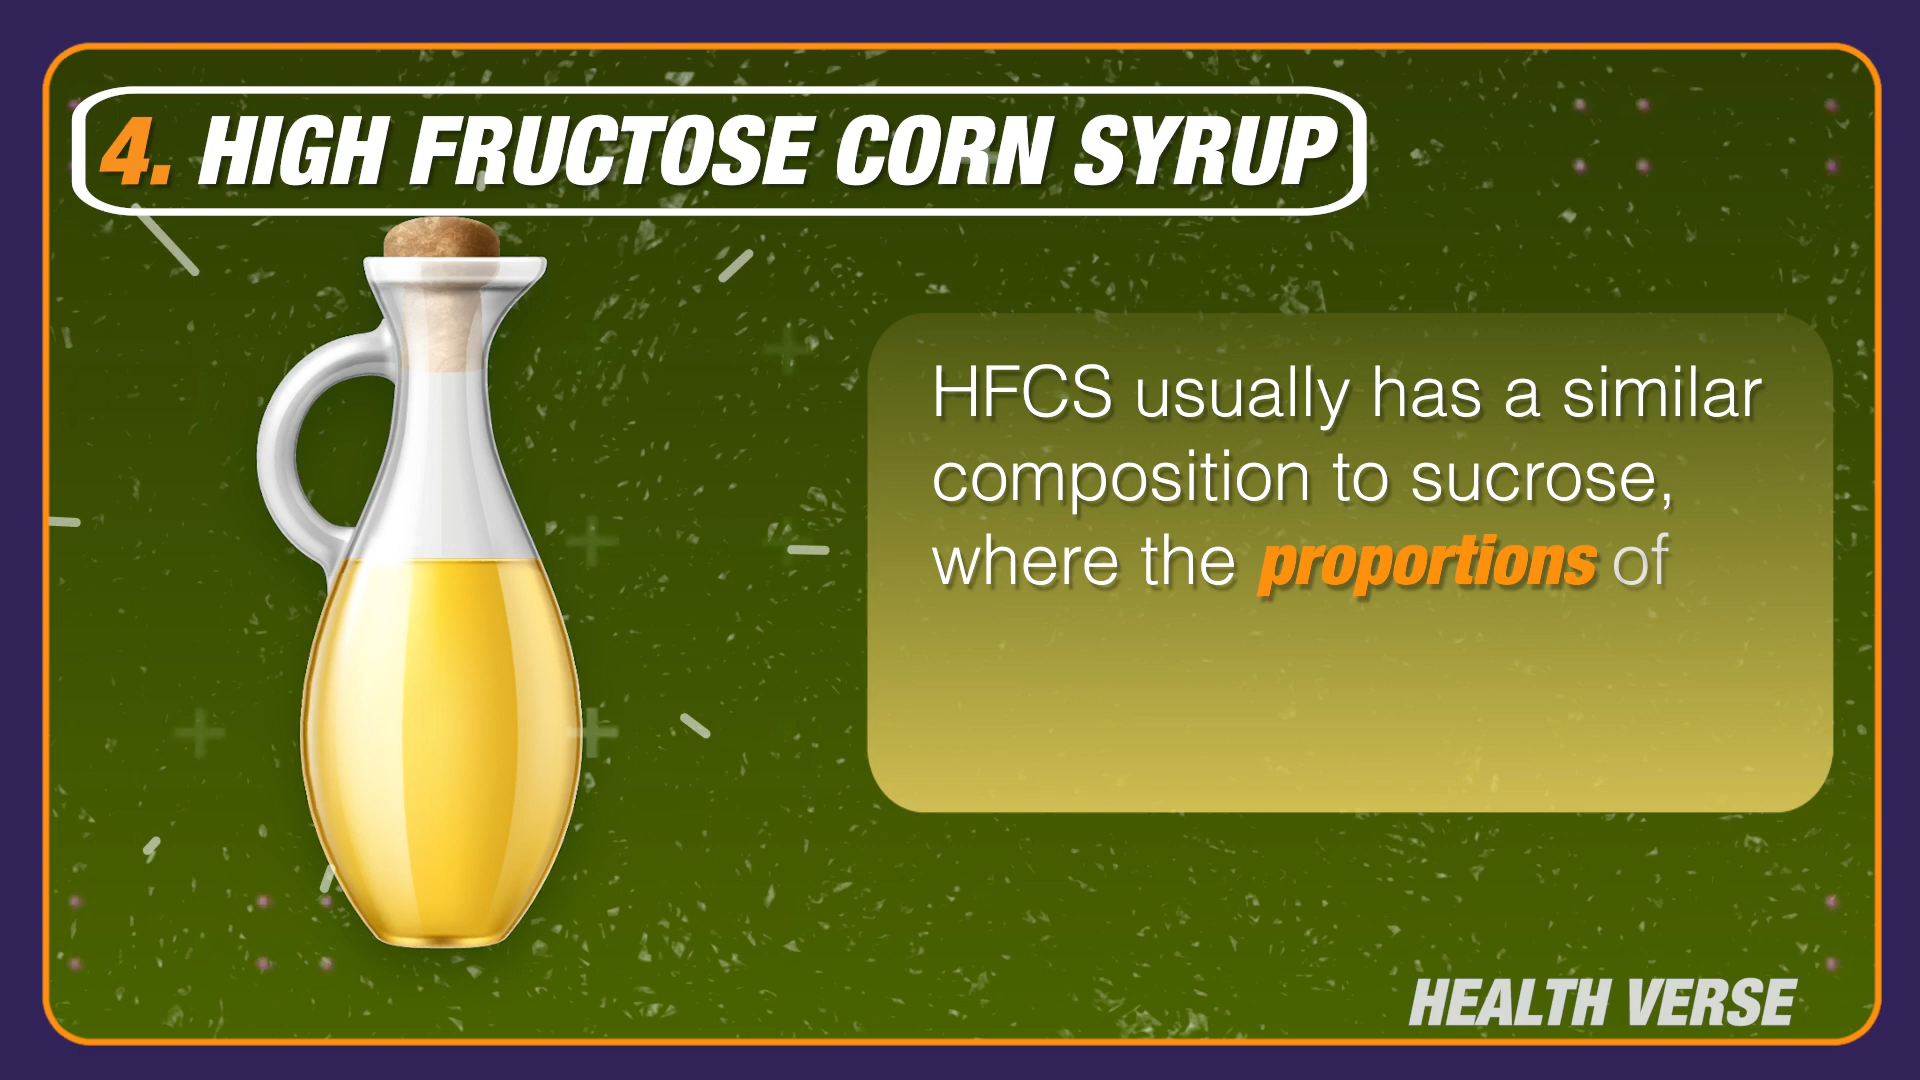 4. HIGH FRUCTOSE CORN SYRUP
HFCS usually has a similar
composition to sucrose,
where the proportions of
HEALTH VERSE